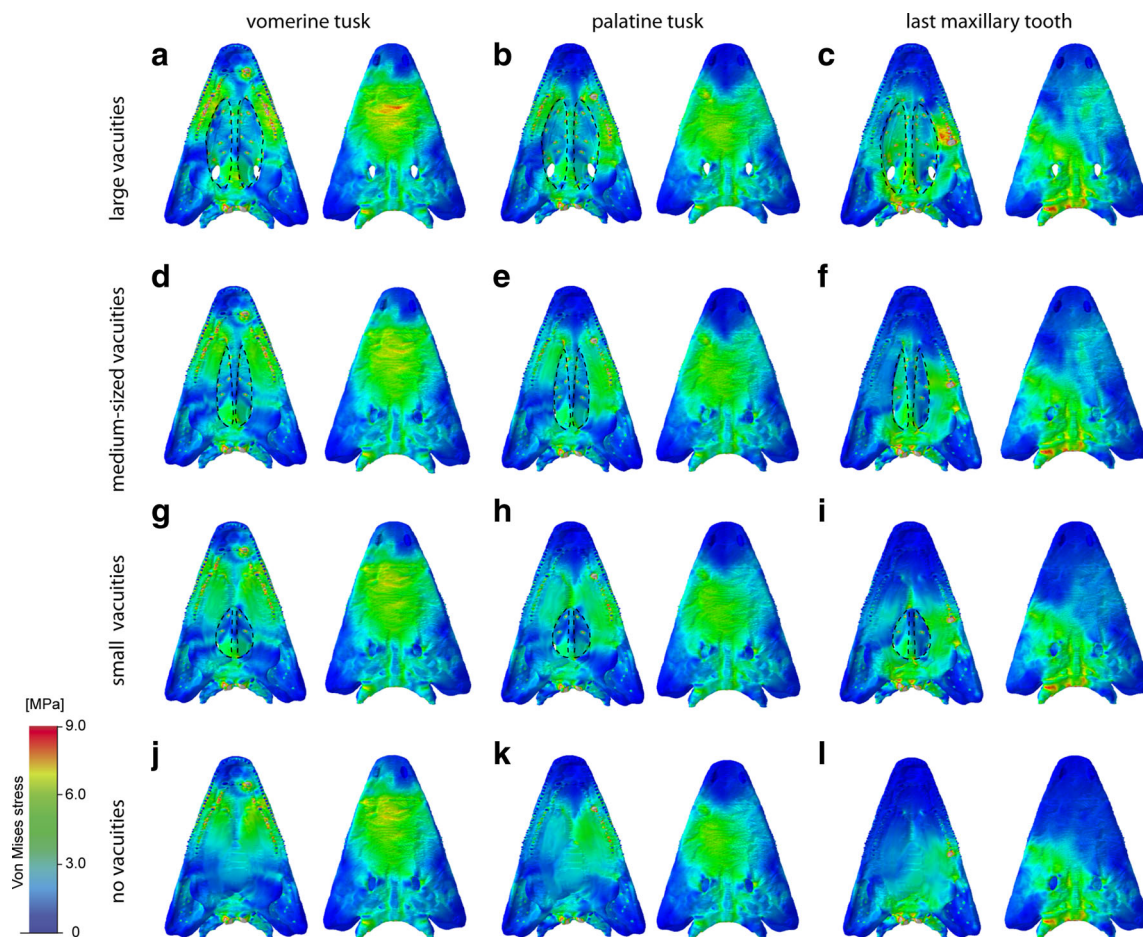 vomerine tusk
palatine tusk
last maxillary tooth
large vacuities
a
b
c
medium-sized vacuities
d
e
f
small vacuities
g
h
i
[MPa]
9.0
6.0
3.0
0
Von Mises stress
no vacuities
j
k
l